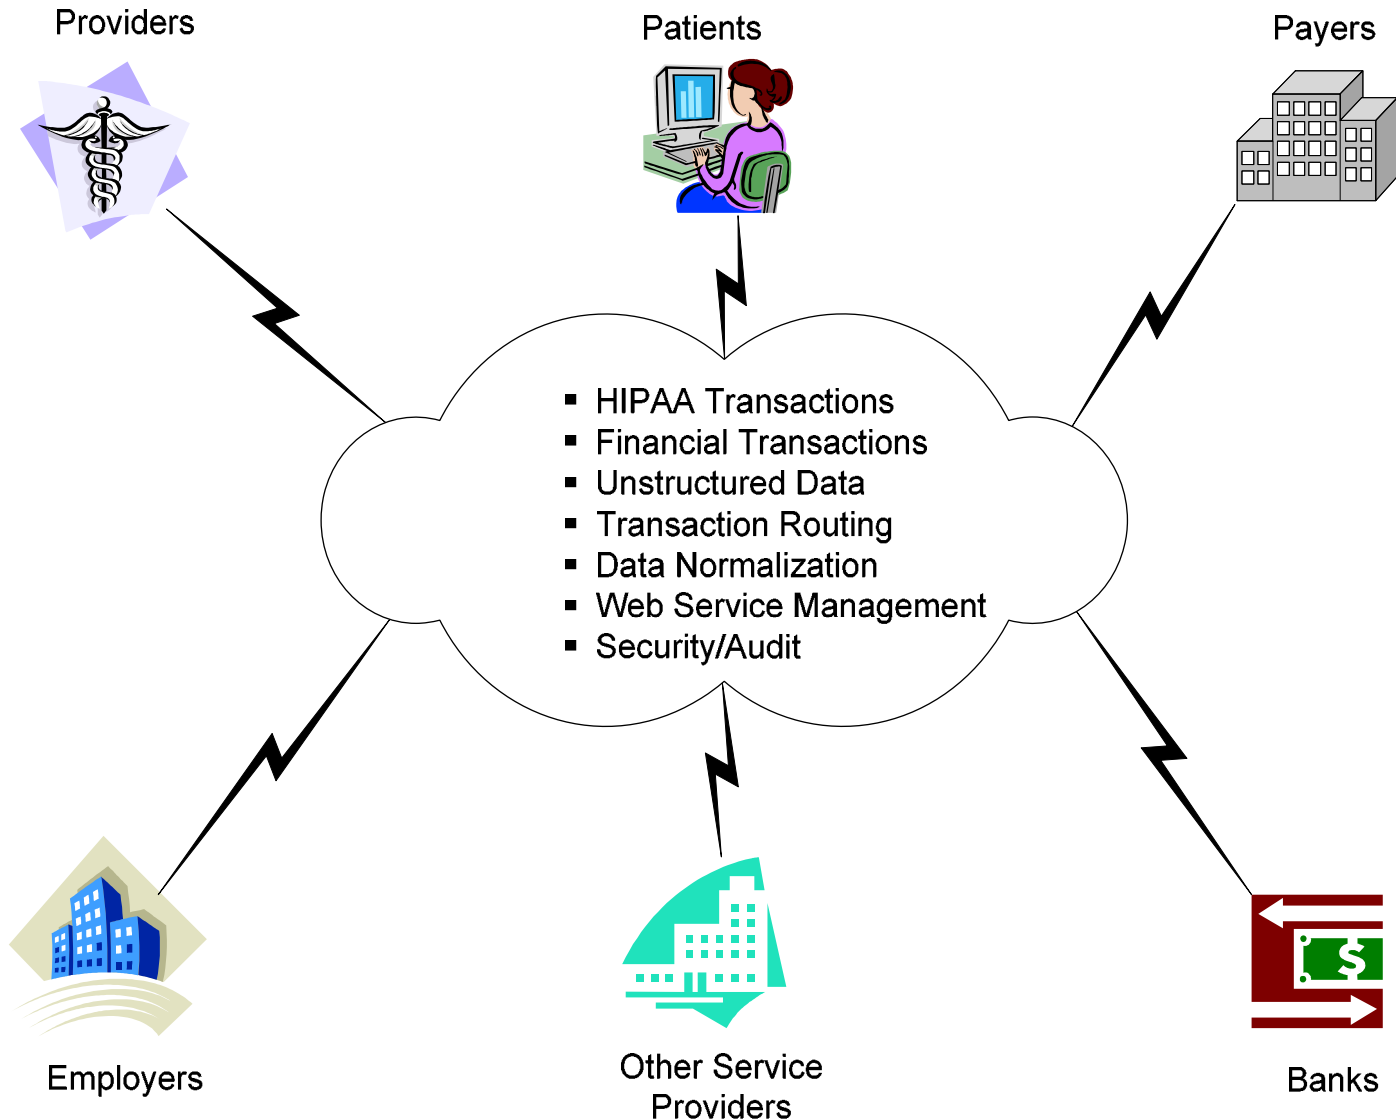 Providers
Patients
Payers
▪ HIPAA Transactions
▪ Financial Transactions
▪ Unstructured Data
▪ Transaction Routing
▪ Data Normalization
▪ Web Service Management
▪ Security/Audit
$
Employers
Other Service
Providers
Banks